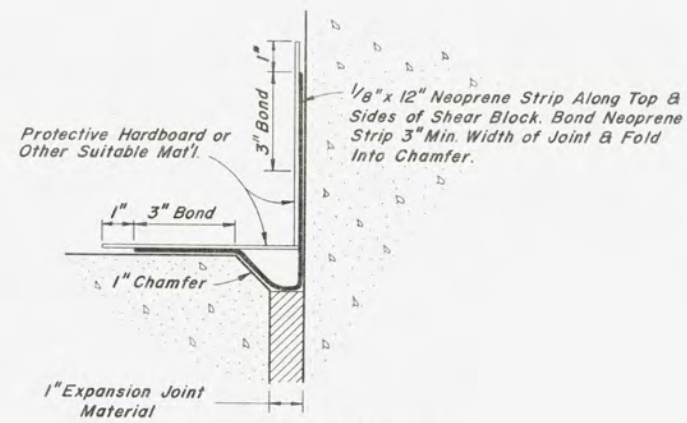 1"
3" Bond
1/8" x 12" Neoprene Strip Along Top &
Sides of Shear Block. Bond Neoprene
Strip 3" Min. Width of Joint & Fold
Into Chamfer.
Protective Hardboard or
Other Suitable Mat'l.
1" 3" Bond
1" Chamfer
1" Expansion Joint
Material